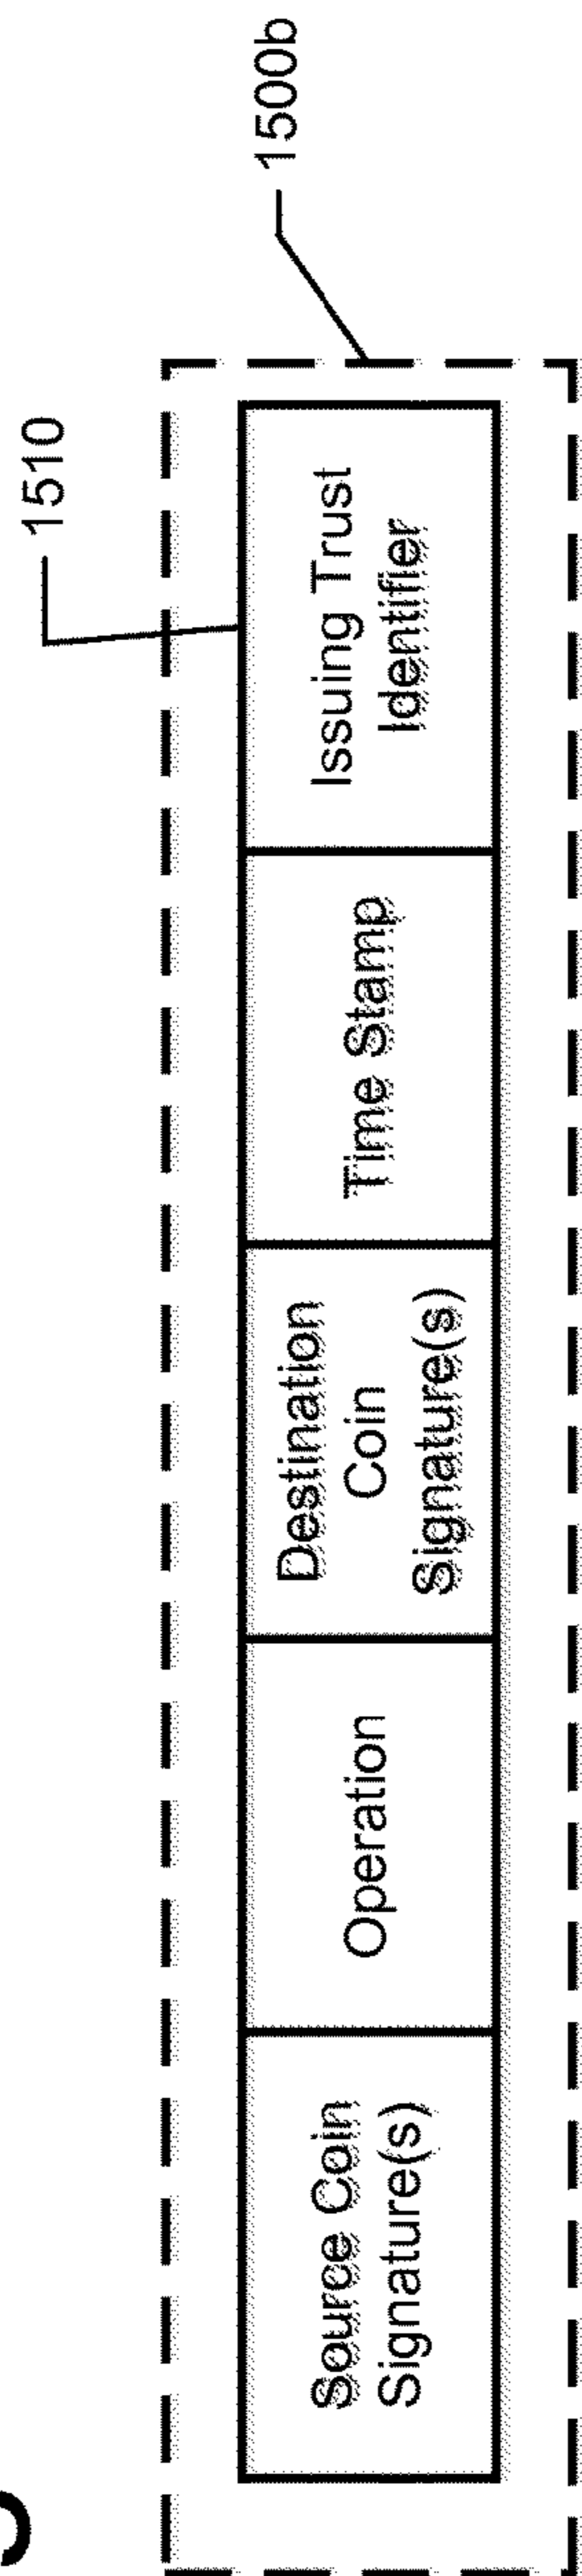 1510
1500b
Source Coin
Signature(s)
Operation
Destination
Coin
Signature(s)
Time Stamp
Issuing Trust
Identifier